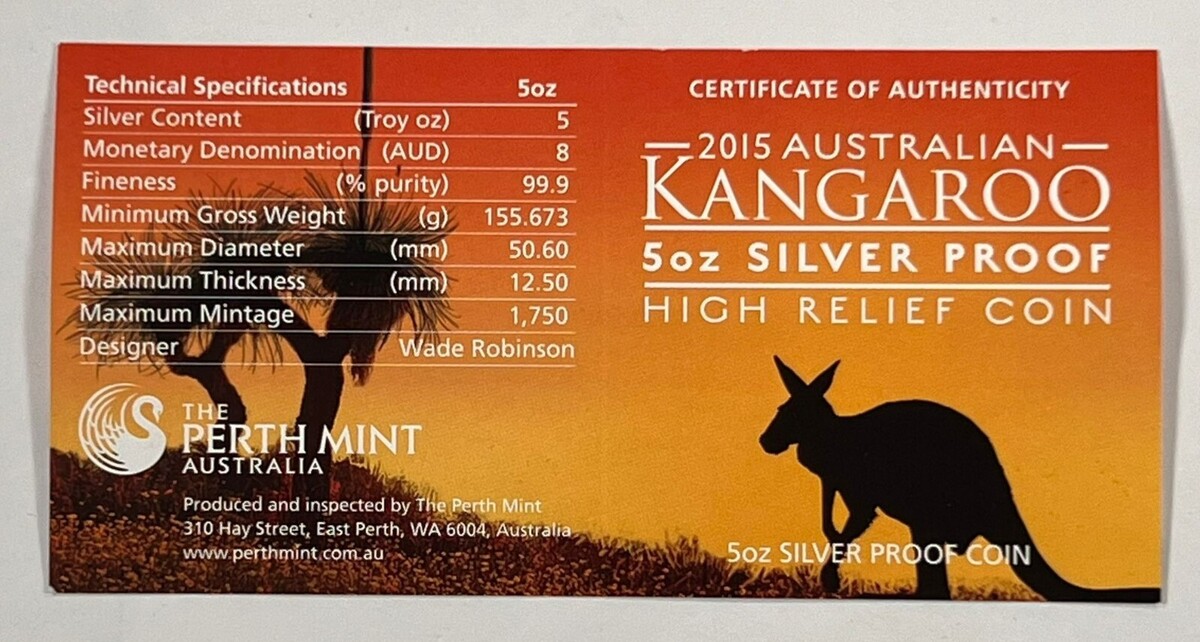 Technical Specifications 5oz
Silver Content (Troy oz) 5
Monetary Denomination (AUD) 8
Fineness (% purity) 99.9
Minimum Gross Weight (g) 155.673
Maximum Diameter (mm) 50.60
Maximum Thickness (mm) 12.50
Maximum Mintage 1,750
Designer Wade Robinson
THE
PERTH MINT
AUSTRALIA
Produced and inspected by The Perth Mint
310 Hay Street, East Perth, WA 6004, Australia
www.perthmint.com.au
CERTIFICATE OF AUTHENTICITY
2015 AUSTRALIAN
KANGAROO
5oz SILVER PROOF
HIGH RELIEF COIN
5oz SILVER PROOF COIN